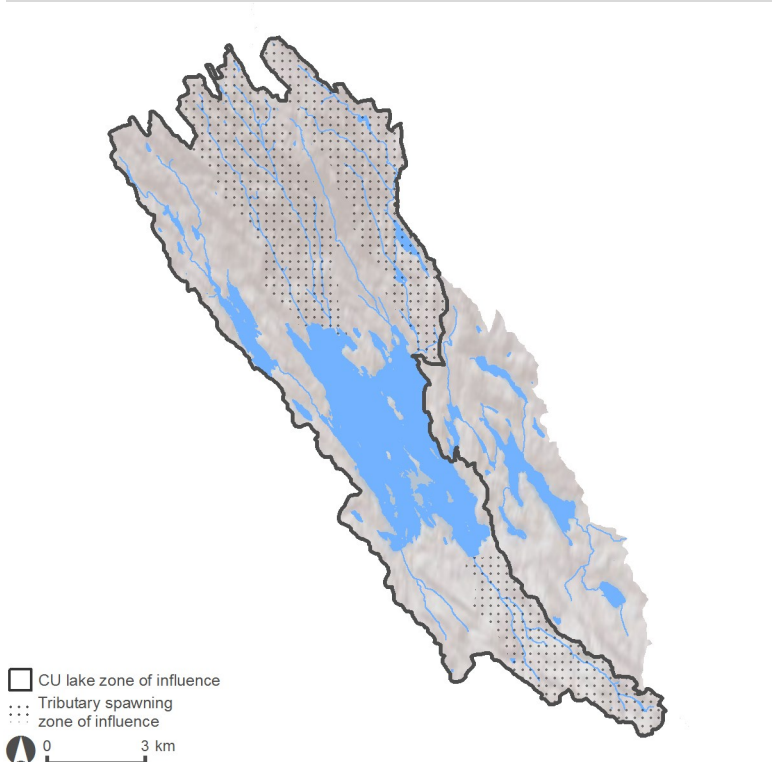 CU lake zone of influence
Tributary spawning
zone of influence
0 3 km